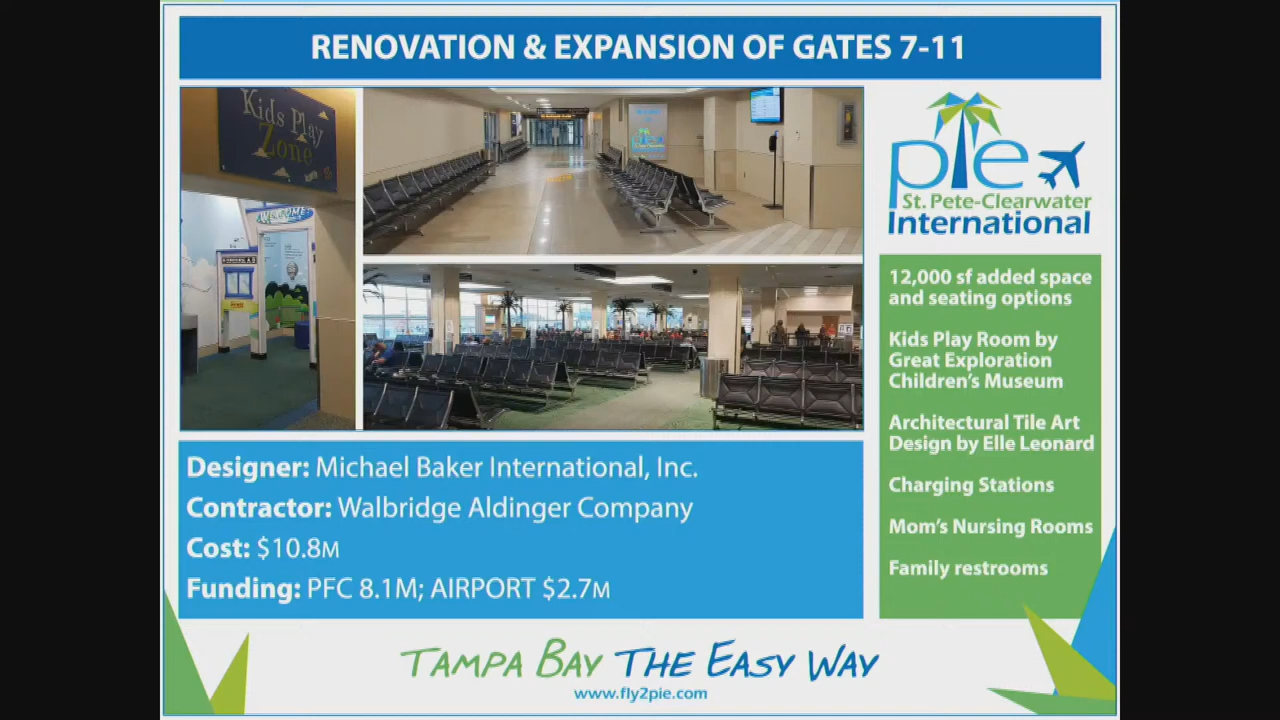 RENOVATION & EXPANSION OF GATES 7-11
Kids Play
Zone
WELCOME
pie
St. Pete-Clearwater
International
12,000 sf added space
and seating options
Kids Play Room by
Great Exploration
Children's Museum
Architectural Tile Art
Design by Elle Leonard
Charging Stations
Mom's Nursing Rooms
Family restrooms
Designer: Michael Baker International, Inc.
Contractor: Walbridge Aldinger Company
Cost: $10.8M
Funding: PFC 8.1M; AIRPORT $2.7M
TAMPA BAY THE EASY WAY
www.fly2pie.com